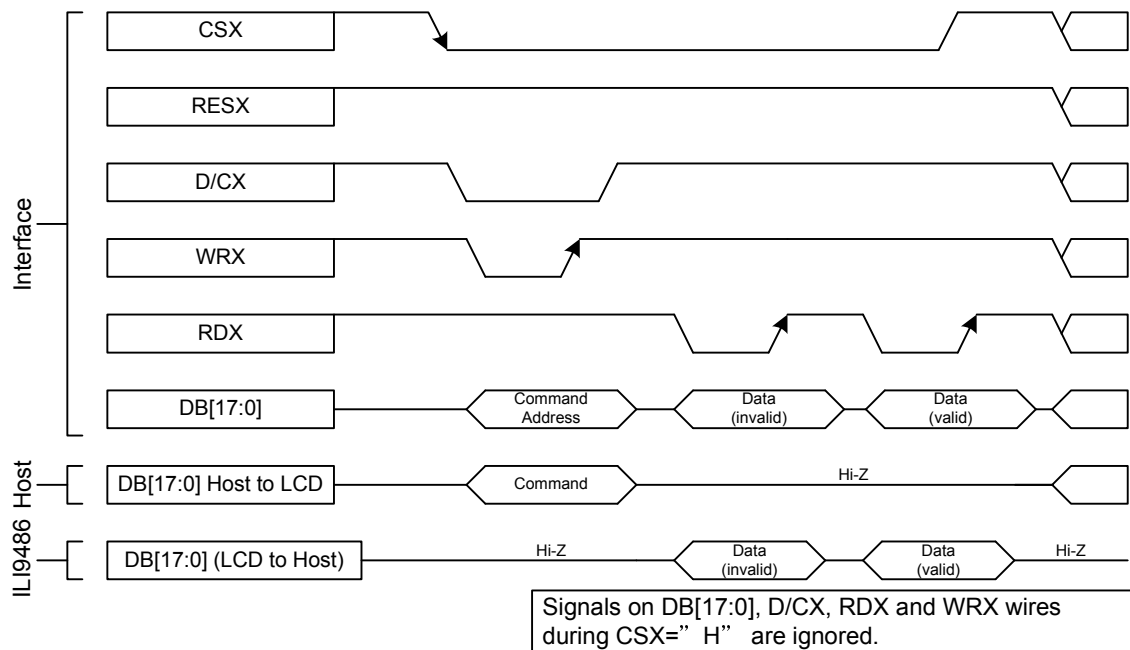 CSX
RESX
D/CX
WRX
RDX
DB[17:0]
Command
Address
Data
(invalid)
Data
(valid)
Interface
DB[17:0] Host to LCD
Command
Hi-Z
Host
DB[17:0] (LCD to Host)
Hi-Z
Data
(invalid)
Data
(valid)
Hi-Z
ILI9486
Signals on DB[17:0], D/CX, RDX and WRX wires
during CSX=” H” are ignored.